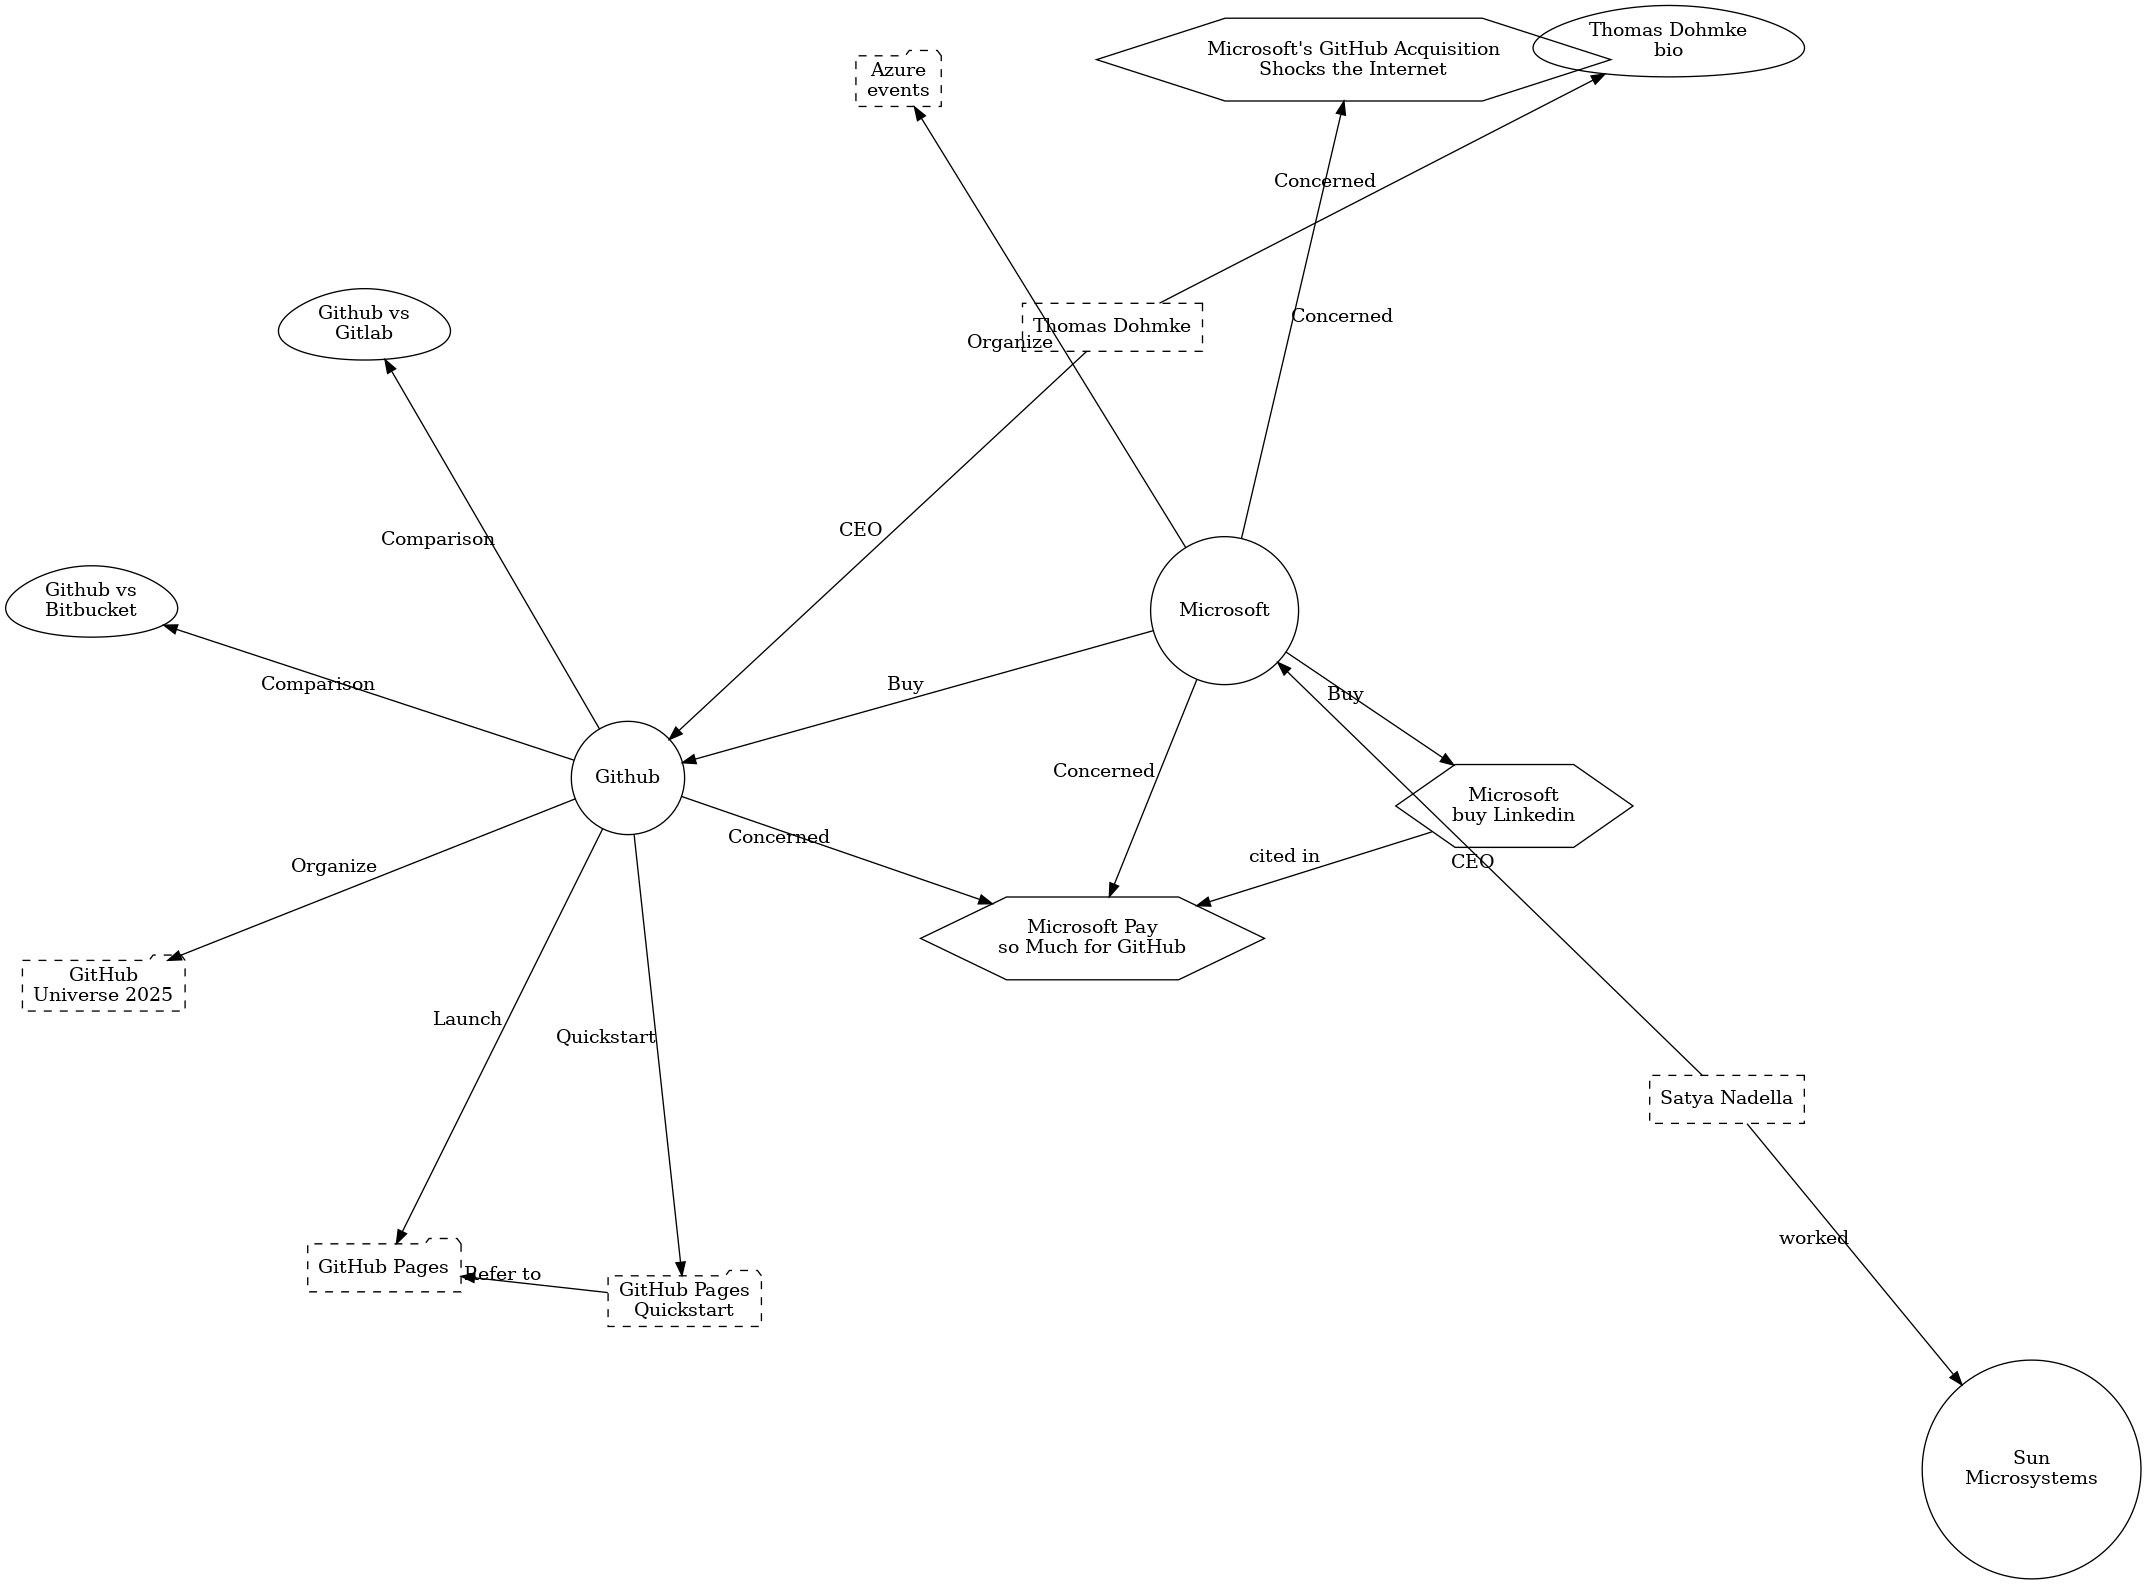 Thomas Dohmke
bio
Microsoft's GitHub Acquisition
Shocks the Internet
Azure
events
Concerned
Github vs
Gitlab
Thomas Dohmke
Concerned
Organize
CEO
Comparison
Github vs
Bitbucket
Microsoft
Comparison
Buy
Buy
Github
Concerned
Microsoft
buy Linkedin
Concerned
cited in
CEO
Organize
Microsoft Pay
so Much for GitHub
GitHub
Universe 2025
Launch
Quickstart
Satya Nadella
worked
GitHub Pages
Refer to
GitHub Pages
Quickstart
Sun
Microsystems